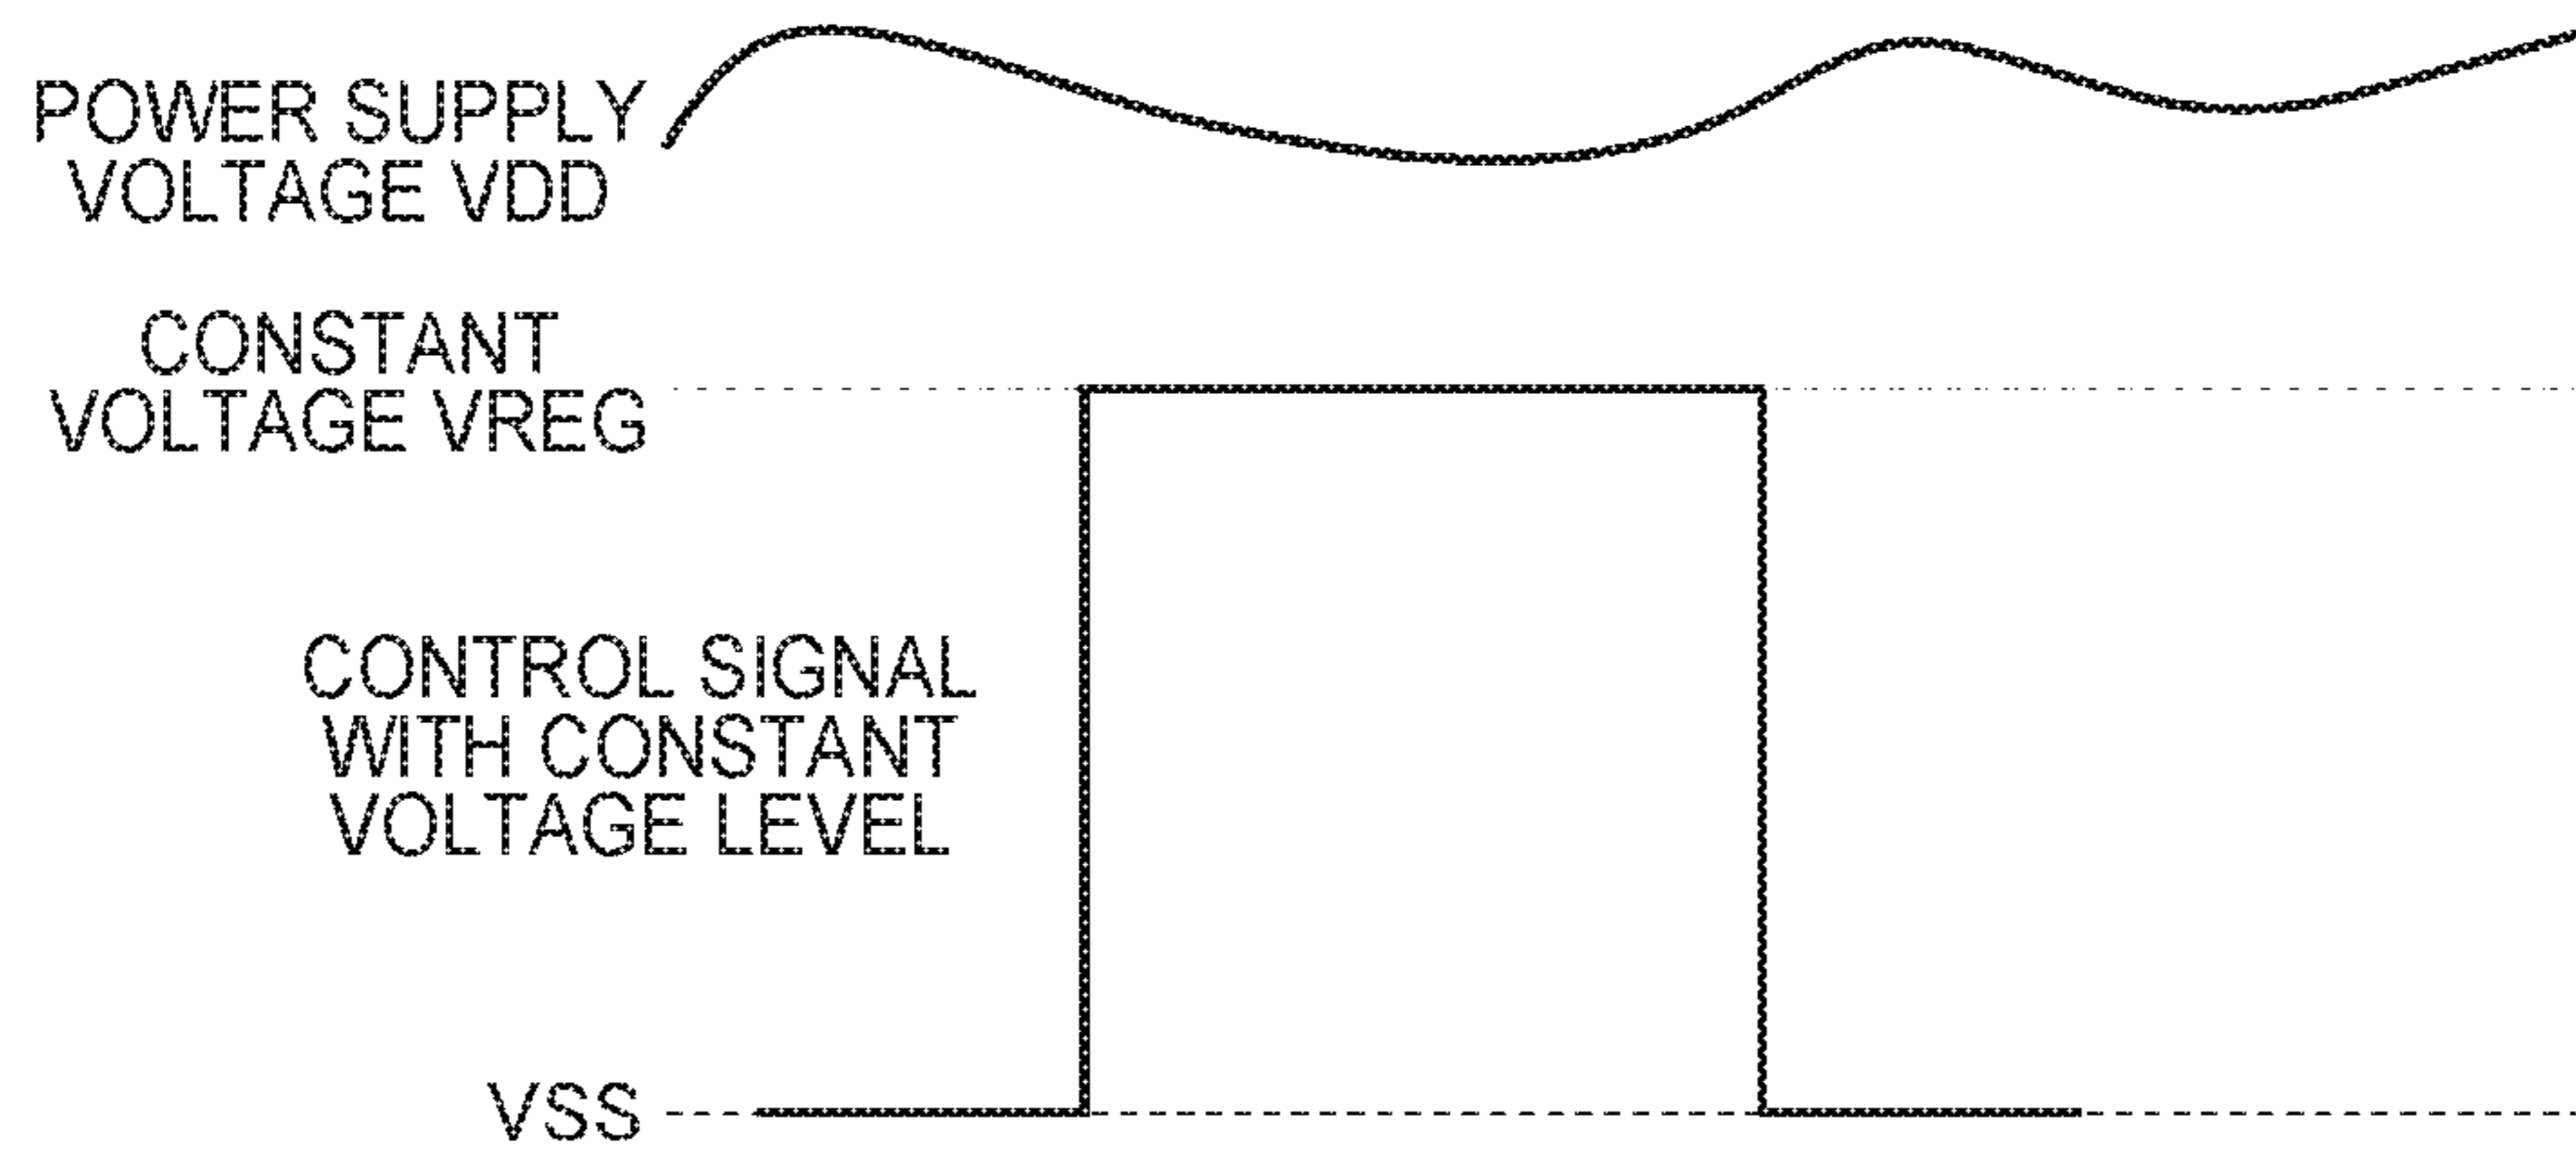 POWER SUPPLY
VOLTAGE VDD
CONSTANT
VOLTAGE VREG
CONTROL SIGNAL
WITH CONSTANT
VOLTAGE LEVEL
VSS